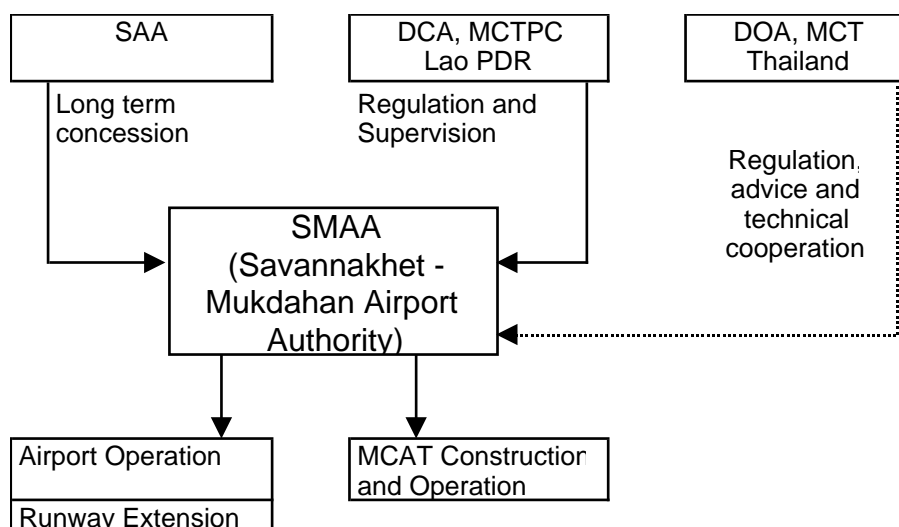 SAA
DCA, MCTPC
Lao PDR
DOA, MCT
Thailand
Long term
concession
Regulation and
Supervision
Regulation,
advice and
technical
cooperation
SMAA
(Savannakhet -
Mukdahan Airport
Authority)
Airport Operation
Runway Extension
MCAT Construction
and Operation